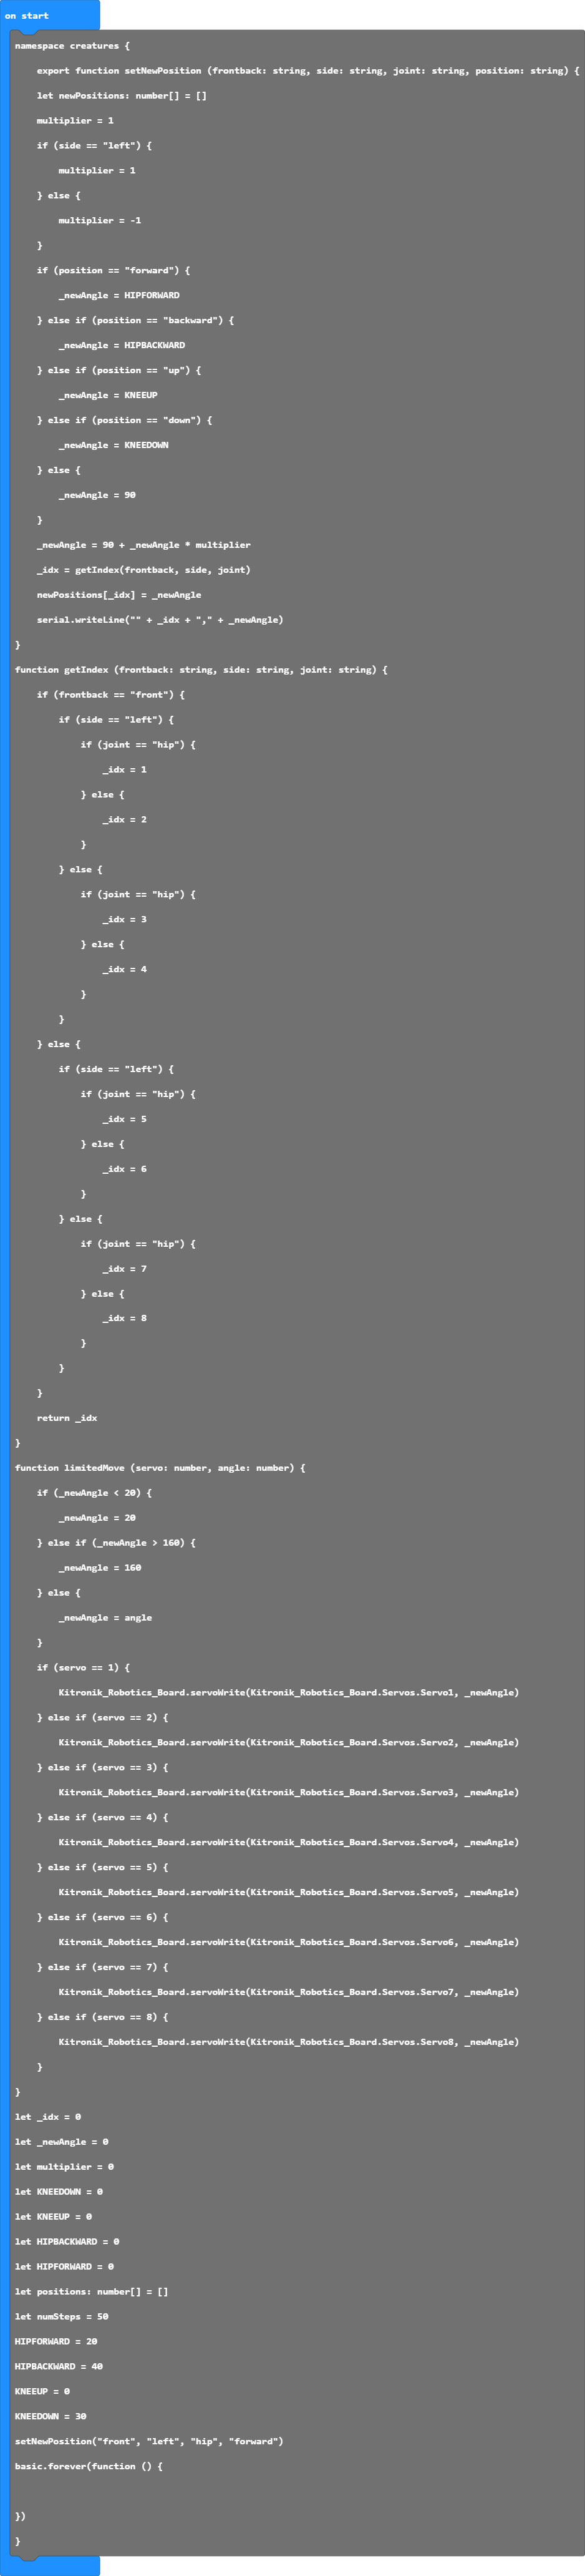 on start
namespace creatures {
export function setNewPosition (frontback: string, side: string, joint: string, position: string) {
let newPositions: number[] = []
multiplier = 1
if (side == "left") {
multiplier = 1
} else {
multiplier = -1
}
if (position == "forward") {
_newAngle = HIPFORWARD
} else if (position == "backward") {
_newAngle = HIPBACKWARD
} else if (position == "up") {
_newAngle = KNEEUP
} else if (position == "down") {
_newAngle = KNEEDOWN
} else {
_newAngle = 90
}
_newAngle = 90 + _newAngle * multiplier
_idx = getIndex(frontback, side, joint)
newPositions[_idx] = _newAngle
serial.writeLine("" + _idx + "," + _newAngle)
}
function getIndex (frontback: string, side: string, joint: string) {
if (frontback == "front") {
if (side == "left") {
if (joint == "hip") {
_idx = 1
} else {
_idx = 2
}
} else {
if (joint == "hip") {
_idx = 3
} else {
_idx = 4
}
}
} else {
if (side == "left") {
if (joint == "hip") {
_idx = 5
} else {
_idx = 6
}
} else {
if (joint == "hip") {
_idx = 7
} else {
_idx = 8
}
}
}
return _idx
}
function limitedMove (servo: number, angle: number) {
if (_newAngle < 20) {
_newAngle = 20
} else if (_newAngle > 160) {
_newAngle = 160
} else {
_newAngle = angle
}
if (servo == 1) {
Kitronik_Robotics_Board.servoWrite(Kitronik_Robotics_Board.Servos.Servo1, _newAngle)
} else if (servo == 2) {
Kitronik_Robotics_Board.servoWrite(Kitronik_Robotics_Board.Servos.Servo2, _newAngle)
} else if (servo == 3) {
Kitronik_Robotics_Board.servoWrite(Kitronik_Robotics_Board.Servos.Servo3, _newAngle)
} else if (servo == 4) {
Kitronik_Robotics_Board.servoWrite(Kitronik_Robotics_Board.Servos.Servo4, _newAngle)
} else if (servo == 5) {
Kitronik_Robotics_Board.servoWrite(Kitronik_Robotics_Board.Servos.Servo5, _newAngle)
} else if (servo == 6) {
Kitronik_Robotics_Board.servoWrite(Kitronik_Robotics_Board.Servos.Servo6, _newAngle)
} else if (servo == 7) {
Kitronik_Robotics_Board.servoWrite(Kitronik_Robotics_Board.Servos.Servo7, _newAngle)
} else if (servo == 8) {
Kitronik_Robotics_Board.servoWrite(Kitronik_Robotics_Board.Servos.Servo8, _newAngle)
}
}
let _idx = 0
let _newAngle = 0
let multiplier = 0
let KNEEDOWN = 0
let KNEEUP = 0
let HIPBACKWARD = 0
let HIPFORWARD = 0
let positions: number[] = []
let numSteps = 50
HIPFORWARD = 20
HIPBACKWARD = 40
KNEEUP = 0
KNEEDOWN = 30
setNewPosition("front", "left", "hip", "forward")
basic.forever(function () {
})
}